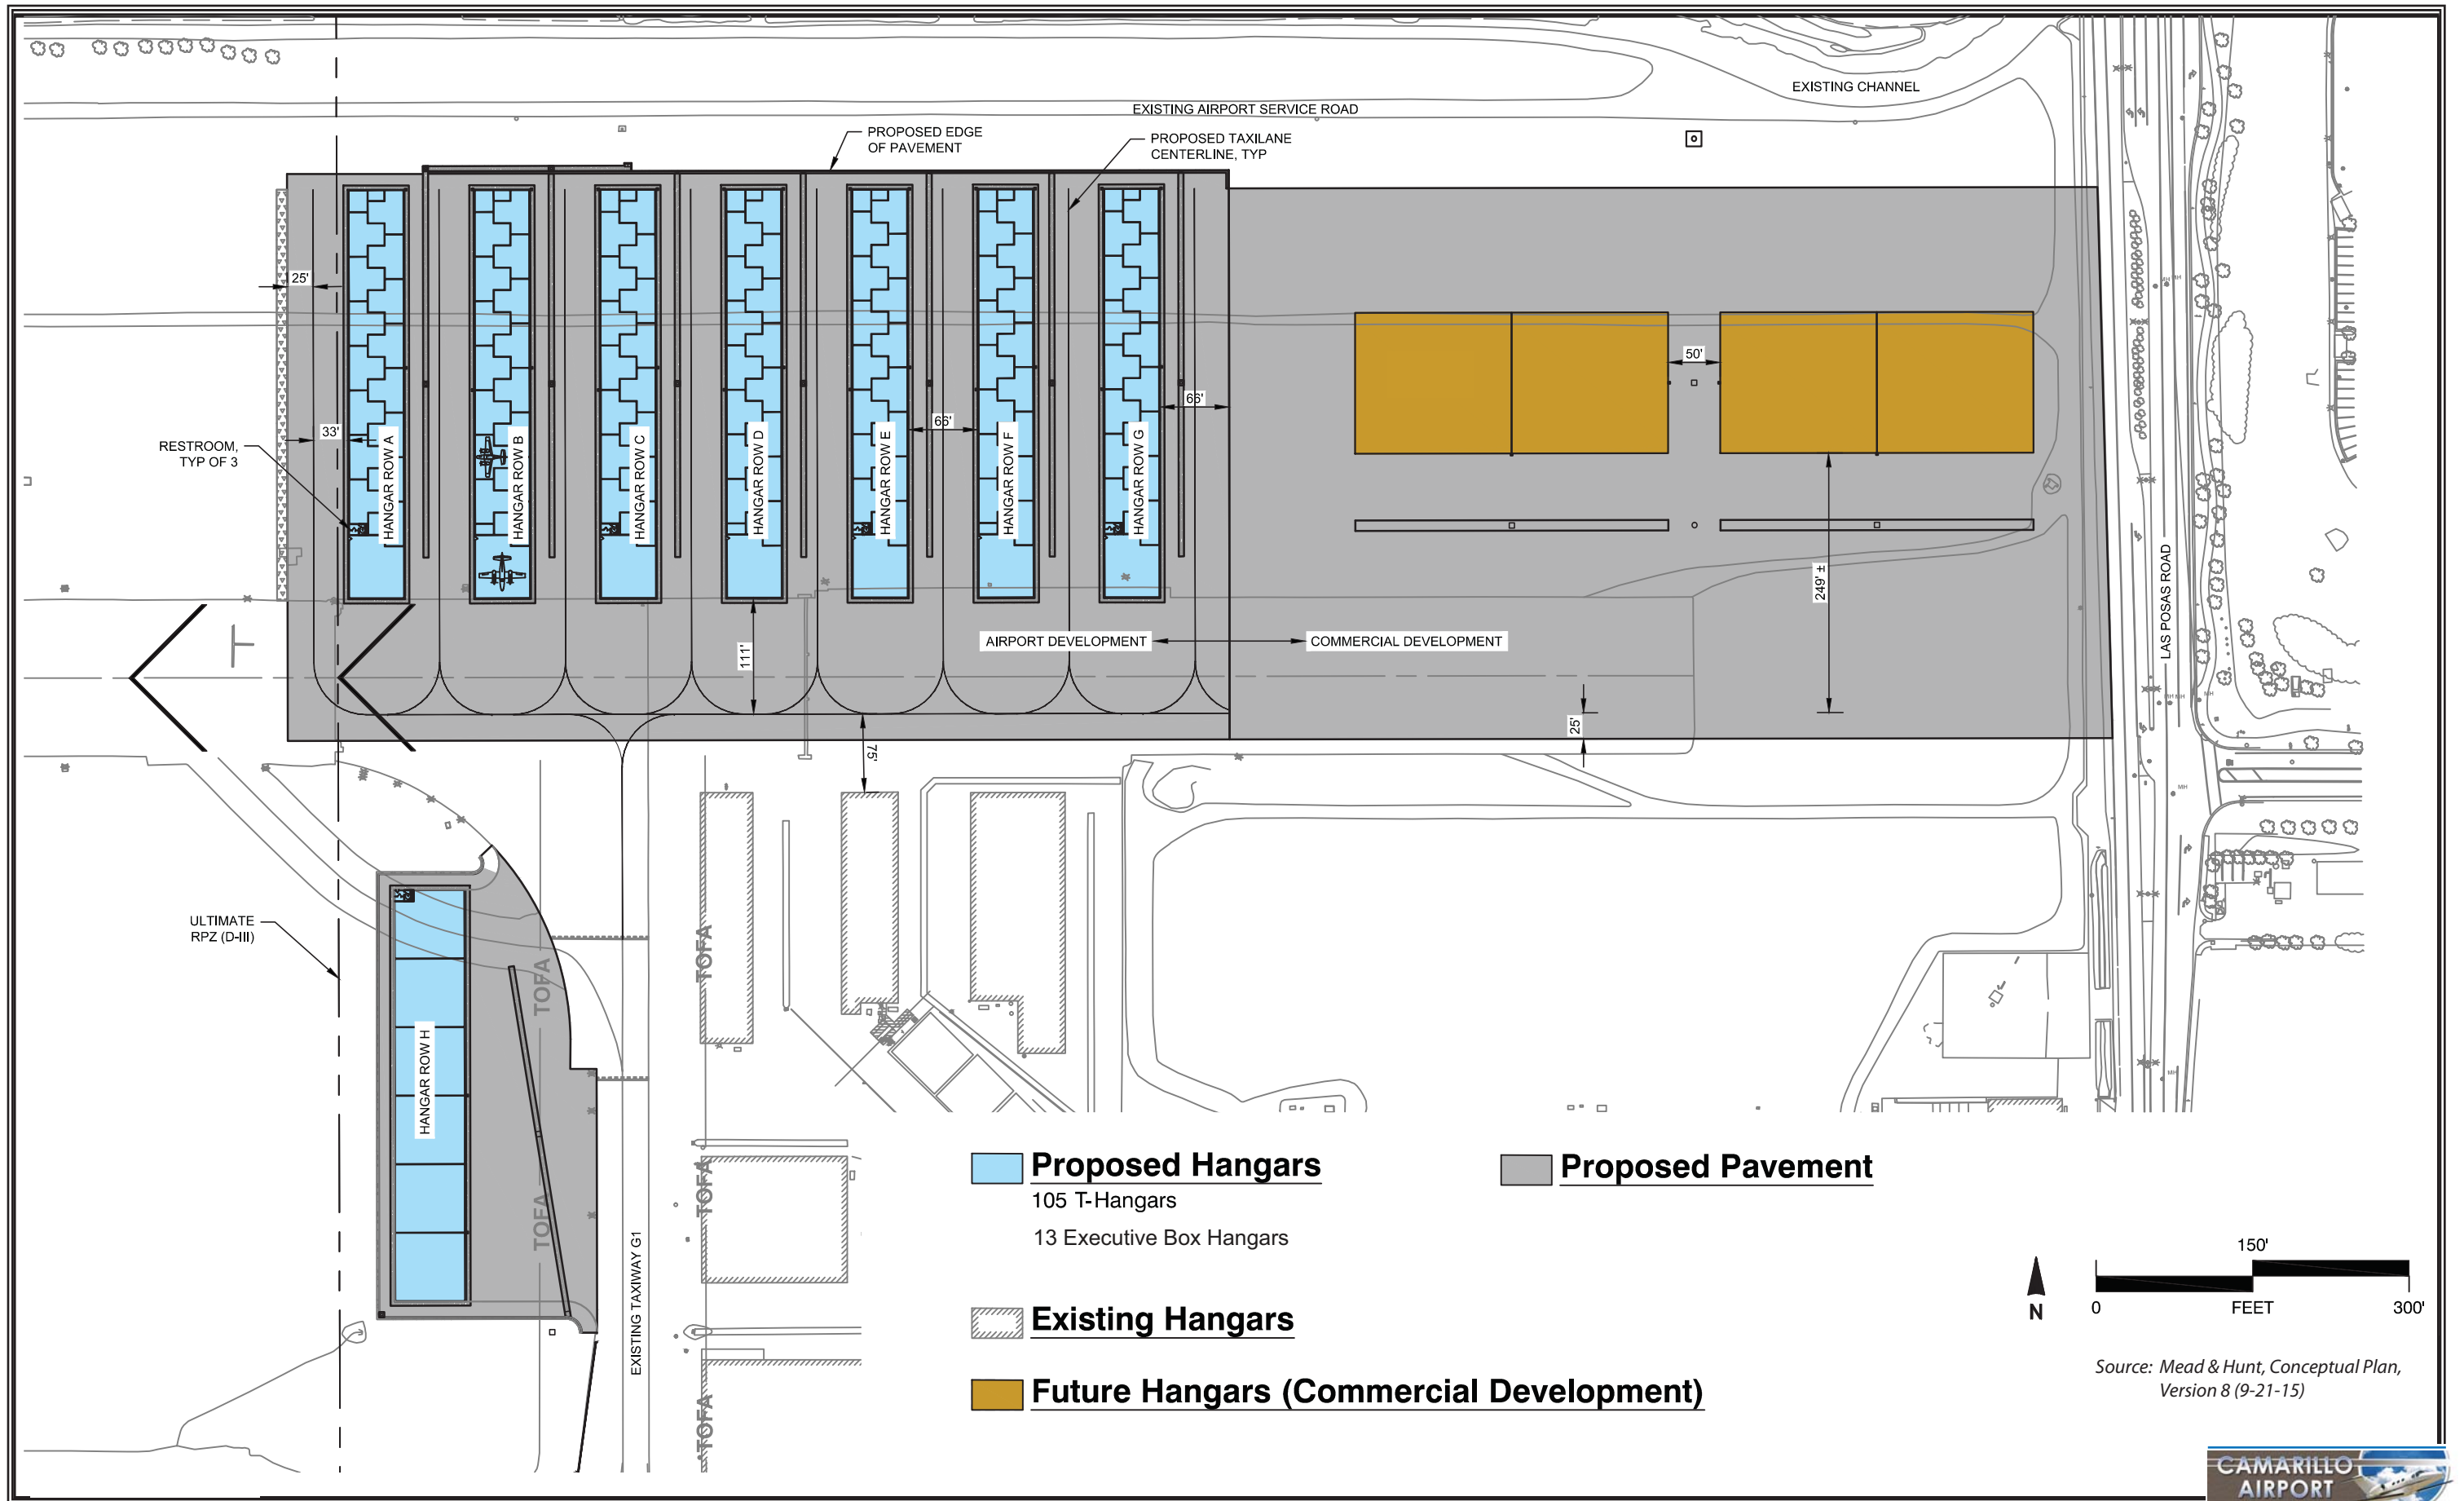 EXISTING CHANNEL
EXISTING AIRPORT SERVICE ROAD
PROPOSED EDGE
OF PAVEMENT
PROPOSED TAXILANE
CENTERLINE, TYP
25'
50'
66'
66'
33'
RESTROOM,
TYP OF 3
HANGAR ROW A
HANGAR ROW B
HANGAR ROW C
HANGAR ROW D
HANGAR ROW E
HANGAR ROW F
HANGAR ROW G
249' ±
LAS POSAS ROAD
111'
AIRPORT DEVELOPMENT
COMMERCIAL DEVELOPMENT
25'
75'
ULTIMATE
RPZ (D-III)
HANGAR ROW H
TOFA
TOFA
TOFA
TOFA
TOFA
EXISTING TAXIWAY G1
Proposed Hangars
105 T-Hangars
13 Executive Box Hangars
Proposed Pavement
Existing Hangars
Future Hangars (Commercial Development)
N
150'
0
FEET
300'
Source: Mead & Hunt, Conceptual Plan,
Version 8 (9-21-15)
CAMARILLO
AIRPORT